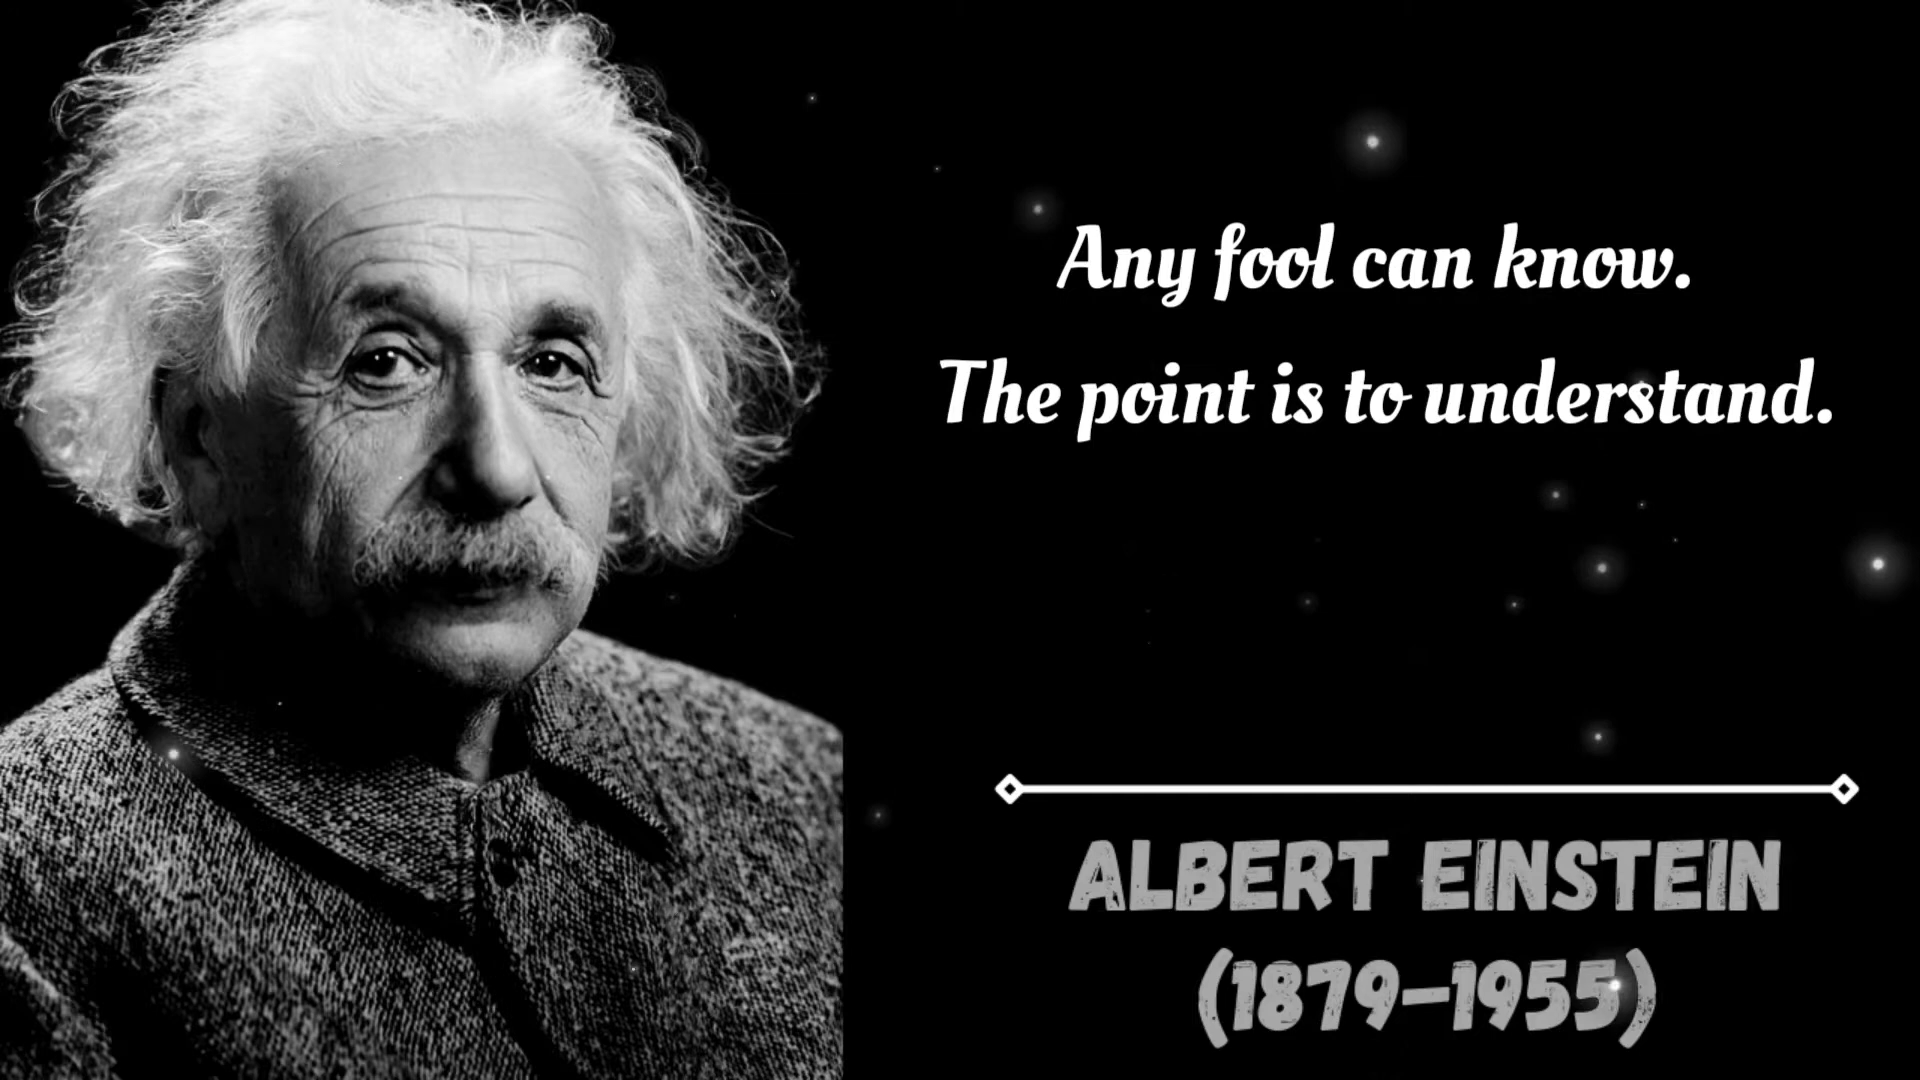 Any fool can know.
The point is to understand.
ALBERT EINSTEIN
(1879–1955)